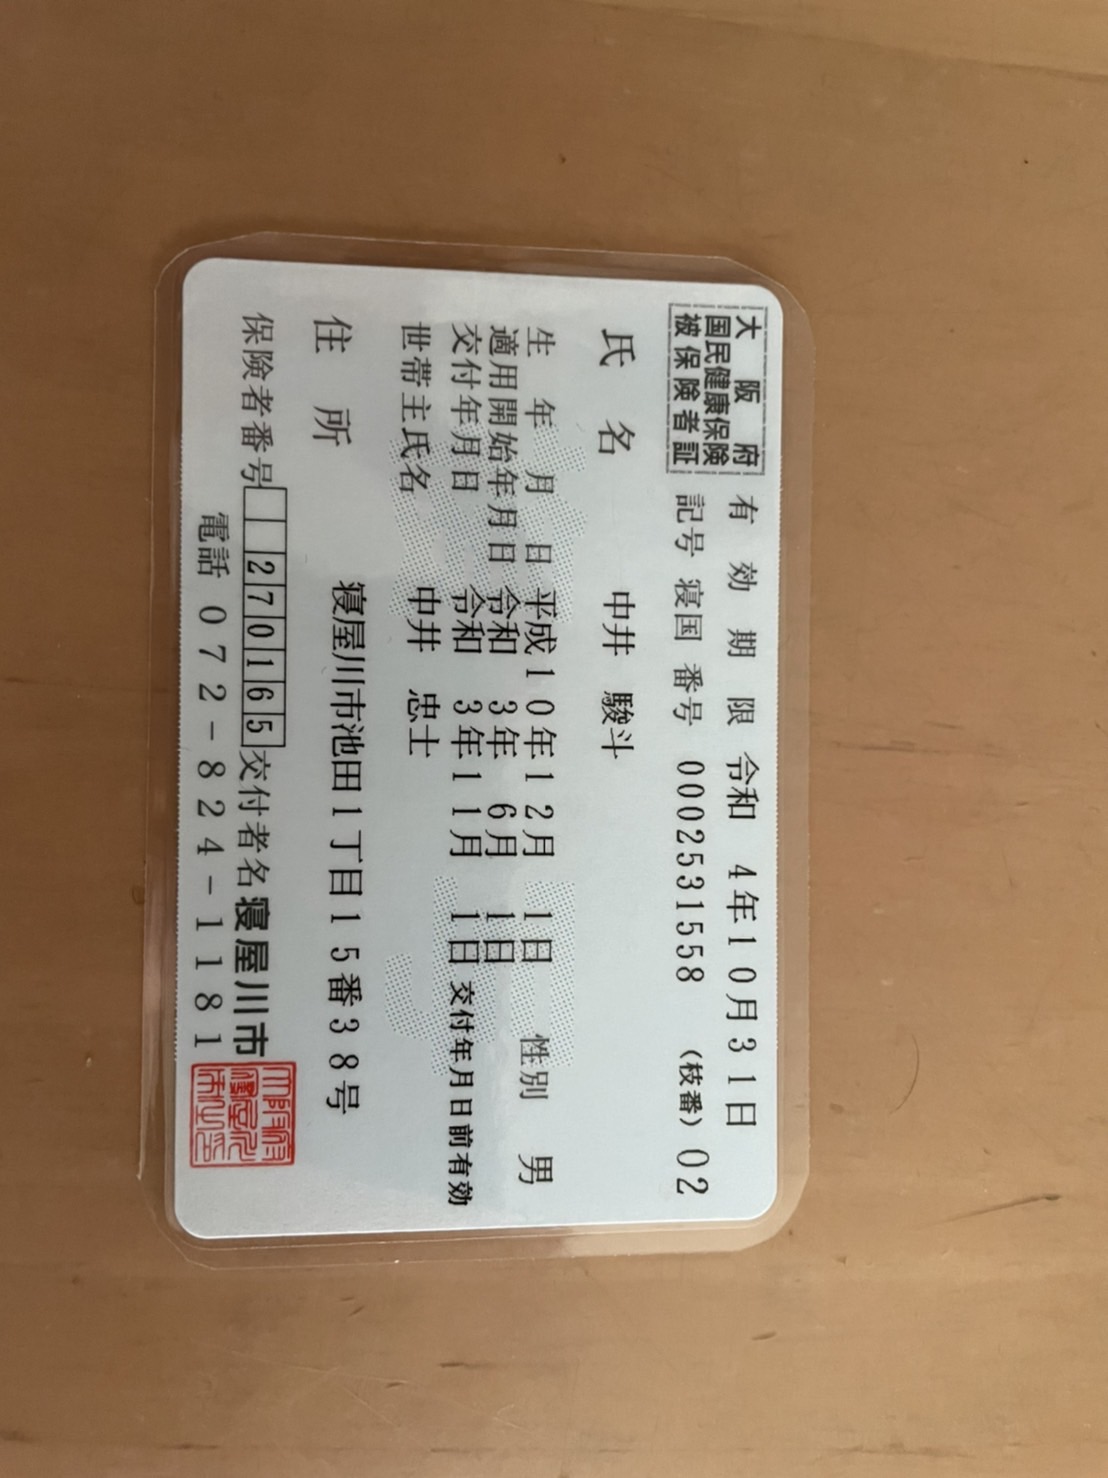 大阪府
国民健康保険
被保険者証
有効期限 令和 4年10月31日
記号 寝国 番号 0002531558 (枝番) 02
氏名 中井 駿斗
生年月日 平成10年12月 1日 性別 男
適用開始年月日 令和 3年 6月 1日
交付年月日 令和 3年11月 1日 交付年月日前有効
世帯主氏名 中井 忠士
住所 寝屋川市池田1丁目15番38号
保険者番号 270165 交付者名 寝屋川市
電話 072-824-1181